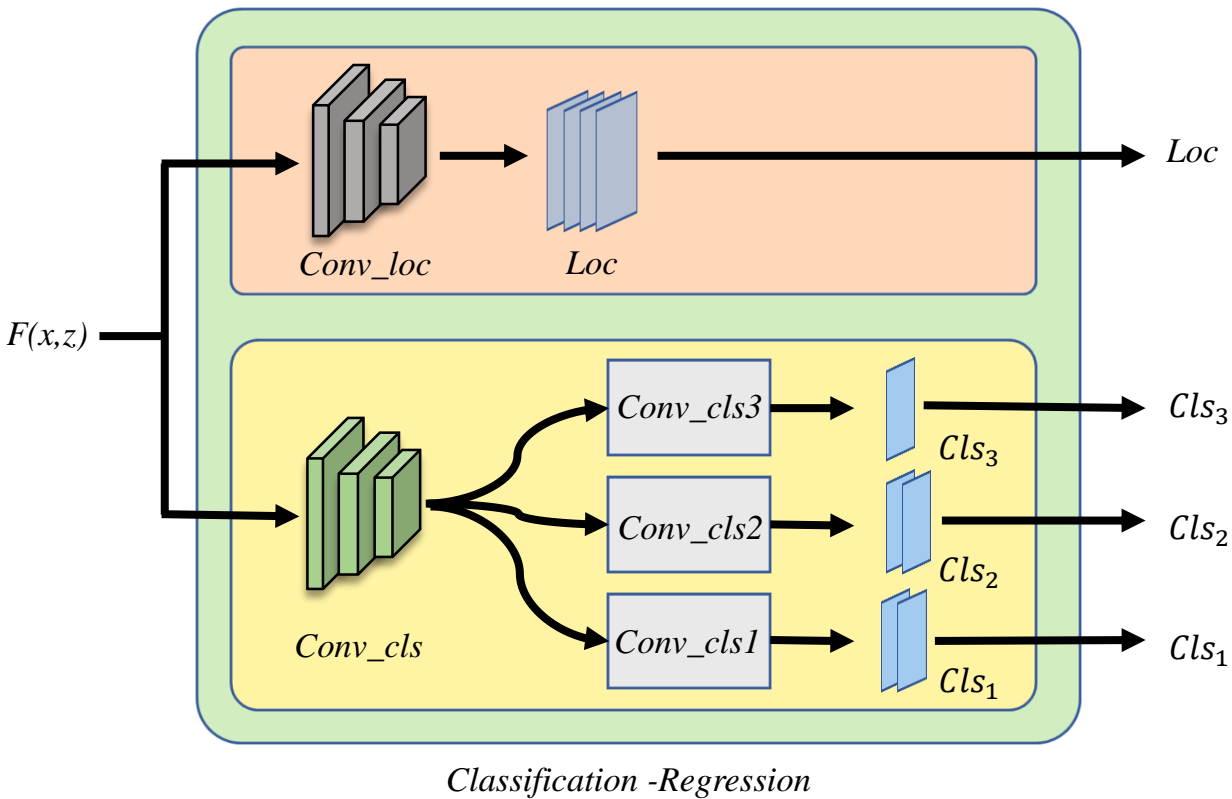 Conv_loc
Loc
Loc
F(x,z)
Conv_cls
Conv_cls3
Cls₃
Cls₃
Conv_cls2
Cls₂
Cls₂
Conv_cls1
Cls₁
Cls₁
Classification -Regression